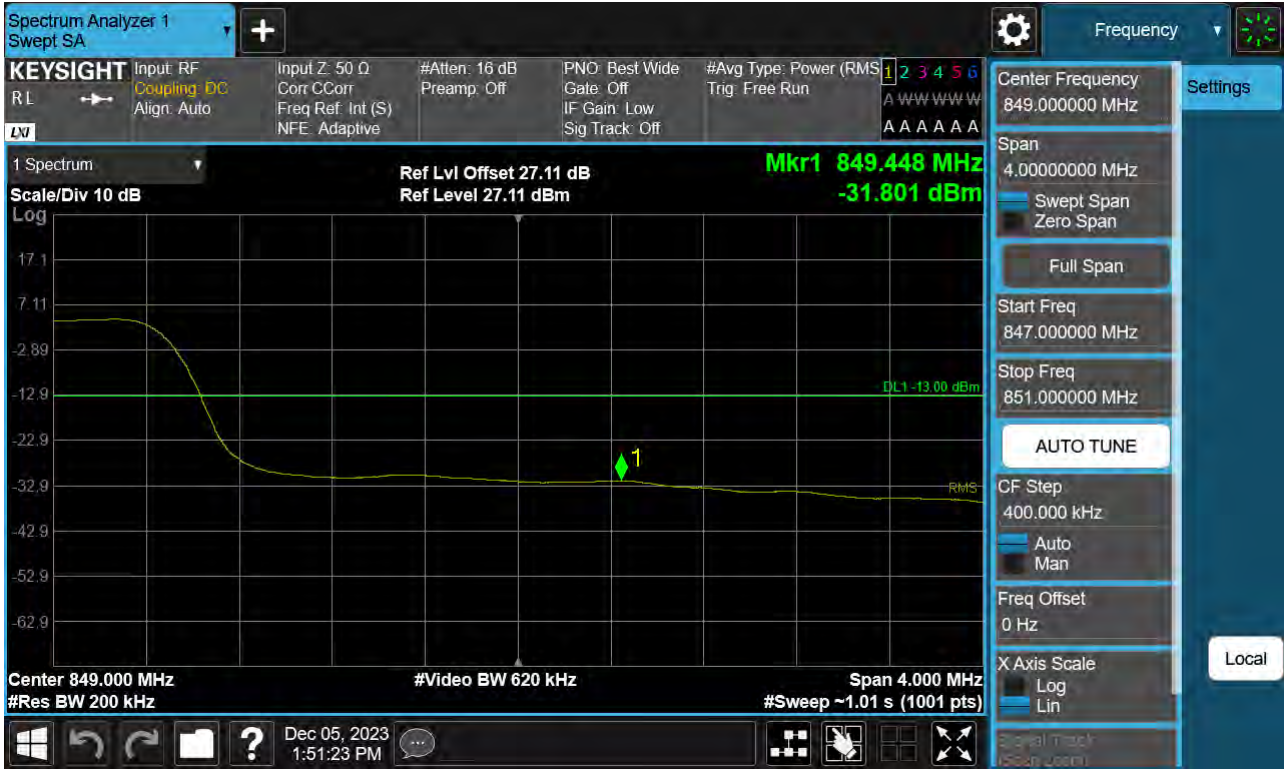 Spectrum Analyzer 1
Swept SA
+
Frequency
KEYSIGHT
RL
LXI
Input: RF
Coupling: DC
Align: Auto
Input Z: 50 Ω
Corr CCorr
Freq Ref: Int (S)
NFE: Adaptive
#Atten: 16 dB
Preamp: Off
PNO: Best Wide
Gate: Off
IF Gain: Low
Sig Track: Off
#Avg Type: Power (RMS
Trig: Free Run
1 2 3 4 5 6
A W W W W W
A A A A A A
1 Spectrum
Scale/Div 10 dB
Log
Ref Lvl Offset 27.11 dB
Ref Level 27.11 dBm
Mkr1 849.448 MHz
-31.801 dBm
17.1
7.11
-2.89
-12.9
-22.9
-32.9
-42.9
-52.9
-62.9
DL1 -13.00 dBm
1
RMS
Center 849.000 MHz
#Res BW 200 kHz
#Video BW 620 kHz
Span 4.000 MHz
#Sweep ~1.01 s (1001 pts)
Center Frequency
849.000000 MHz
Span
4.00000000 MHz
Swept Span
Zero Span
Full Span
Start Freq
847.000000 MHz
Stop Freq
851.000000 MHz
AUTO TUNE
CF Step
400.000 kHz
Auto
Man
Freq Offset
0 Hz
X Axis Scale
Log
Lin
Signal Track
(Span Zoom)
Settings
Local
?
Dec 05, 2023
1:51:23 PM